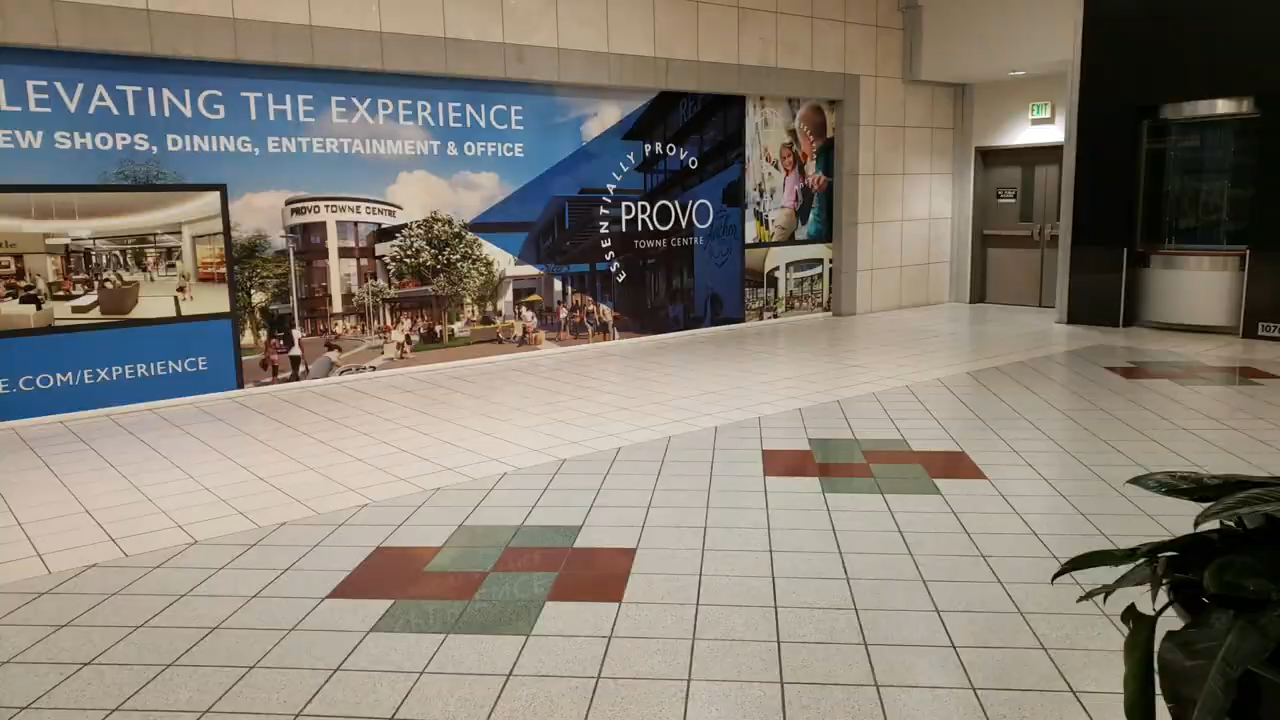 LEVATING THE EXPERIENCE
EW SHOPS, DINING, ENTERTAINMENT & OFFICE
PROVO TOWNE CENTRE
ESSENTIALLY PROVO
PROVO
TOWNE CENTRE
E.COM/EXPERIENCE
EXIT
107